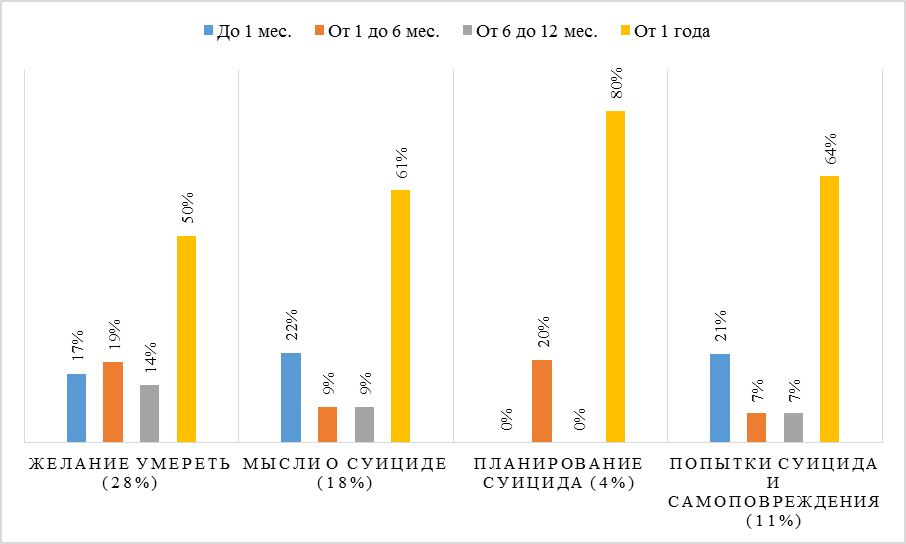 До 1 мес. От 1 до 6 мес. От 6 до 12 мес. От 1 года
17% 19% 14% 50%
22% 9% 9% 61%
0% 20% 0% 80%
21% 7% 7% 64%
ЖЕЛАНИЕ УМЕРЕТЬ
(28%)
МЫСЛИ О СУИЦИДЕ
(18%)
ПЛАНИРОВАНИЕ
СУИЦИДА (4%)
ПОПЫТКИ СУИЦИДА
И
САМОПОВРЕЖДЕНИЯ
(11%)